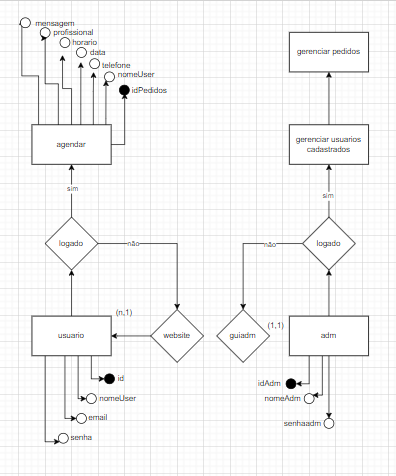 mensagem
profissional
horario
data
telefone
nomeUser
idPedidos
agendar
sim
logado
não
(n,1)
usuario
website
id
nomeUser
email
senha
gerenciar pedidos
gerenciar usuarios
cadastrados
sim
logado
não
guiadm
(1,1)
adm
idAdm
nomeAdm
senhaadm